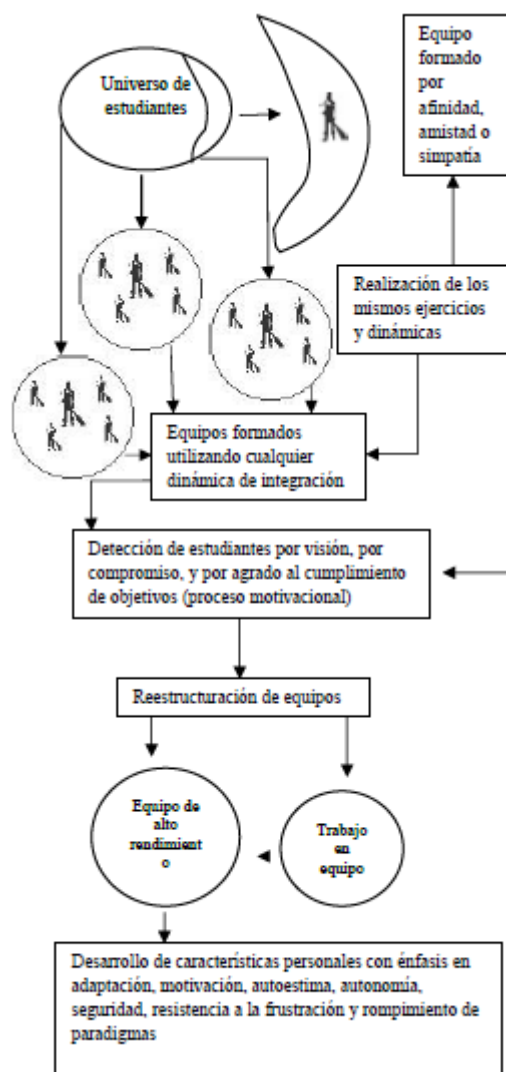 Universo de
estudiantes
Equipo
formado
por
afinidad,
amistad o
simpatía
Realización de los
mismos ejercicios
y dinámicas
Equipos formados
utilizando cualquier
dinámica de integración
Detección de estudiantes por visión, por
compromiso, y por agrado al cumplimiento
de objetivos (proceso motivacional)
Reestructuración de equipos
Equipo de
alto
rendimient
o
Trabajo
en
equipo
Desarrollo de características personales con énfasis en
adaptación, motivación, autoestima, autonomía,
seguridad, resistencia a la frustración y rompimiento de
paradigmas